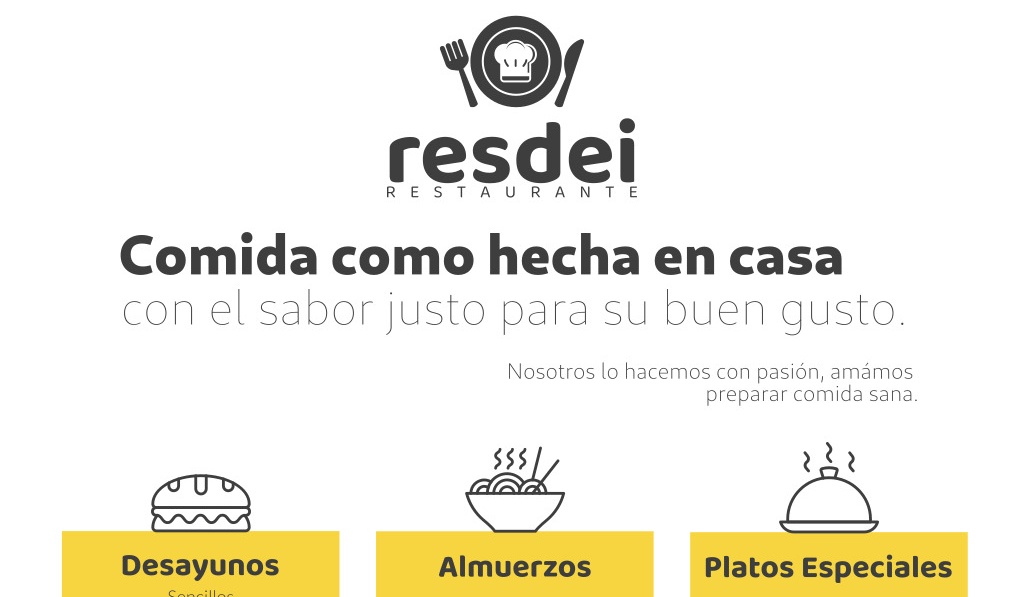 resdei
RESTAURANTE
Comida como hecha en casa
con el sabor justo para su buen gusto.
Nosotros lo hacemos con pasión, amámos
preparar comida sana.
Desayunos
Almuerzos
Platos Especiales
Sencillos